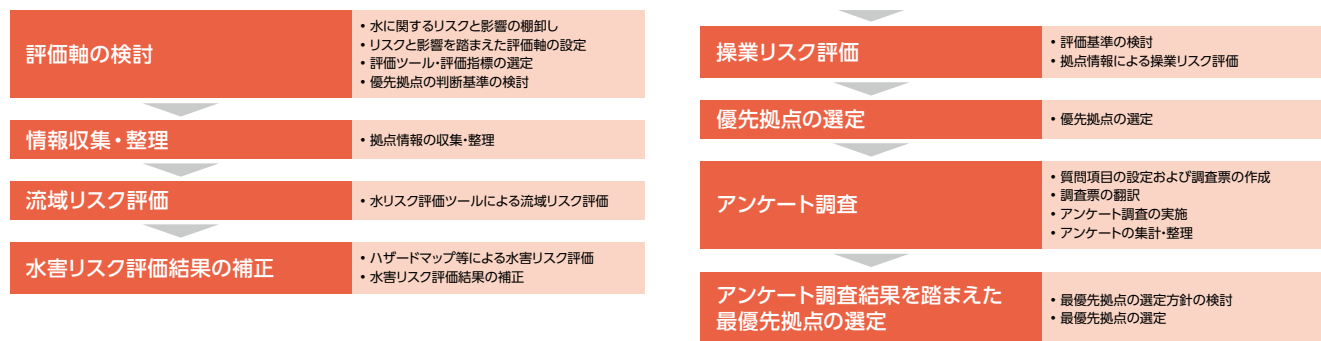 評価軸の検討
• 水に関するリスクと影響の棚卸し
• リスクと影響を踏まえた評価軸の設定
• 評価ツール・評価指標の選定
• 優先拠点の判断基準の検討
情報収集・整理
• 拠点情報の収集・整理
流域リスク評価
• 水リスク評価ツールによる流域リスク評価
水害リスク評価結果の補正
• ハザードマップ等による水害リスク評価
• 水害リスク評価結果の補正
操業リスク評価
• 評価基準の検討
• 拠点情報による操業リスク評価
優先拠点の選定
• 優先拠点の選定
アンケート調査
• 質問項目の設定および調査票の作成
• 調査票の翻訳
• アンケート調査の実施
• アンケートの集計・整理
アンケート調査結果を踏まえた
最優先拠点の選定
• 最優先拠点の選定方針の検討
• 最優先拠点の選定